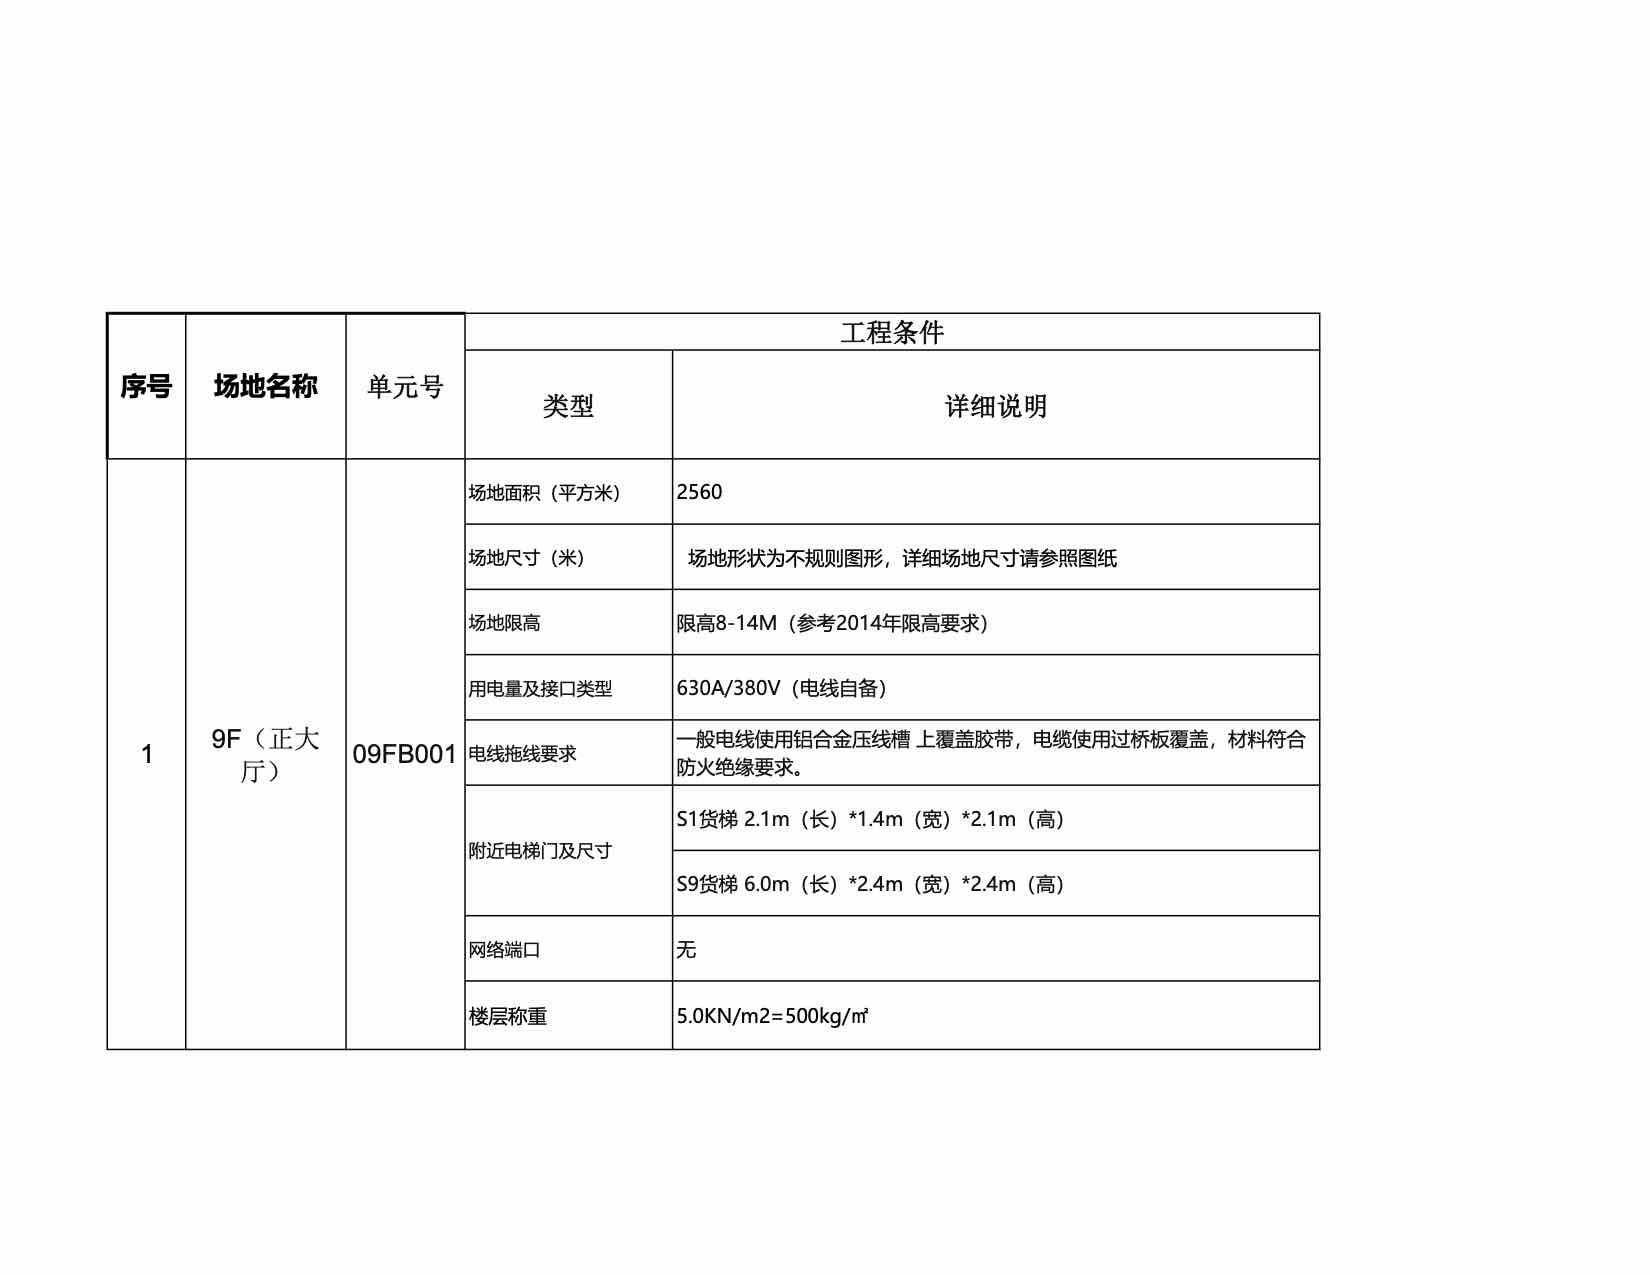 工程条件
序号
场地名称
单元号
类型
详细说明
1
9F（正大
厅）
09FB001
场地面积（平方米）
2560
场地尺寸（米）
场地形状为不规则图形，详细场地尺寸请参照图纸
场地限高
限高8-14M（参考2014年限高要求）
用电量及接口类型
630A/380V（电线自备）
电线拖线要求
一般电线使用铝合金压线槽 上覆盖胶带，电缆使用过桥板覆盖，材料符合
防火绝缘要求。
附近电梯门及尺寸
S1货梯 2.1m（长）*1.4m（宽）*2.1m（高）
S9货梯 6.0m（长）*2.4m（宽）*2.4m（高）
网络端口
无
楼层称重
5.0KN/m2=500kg/㎡